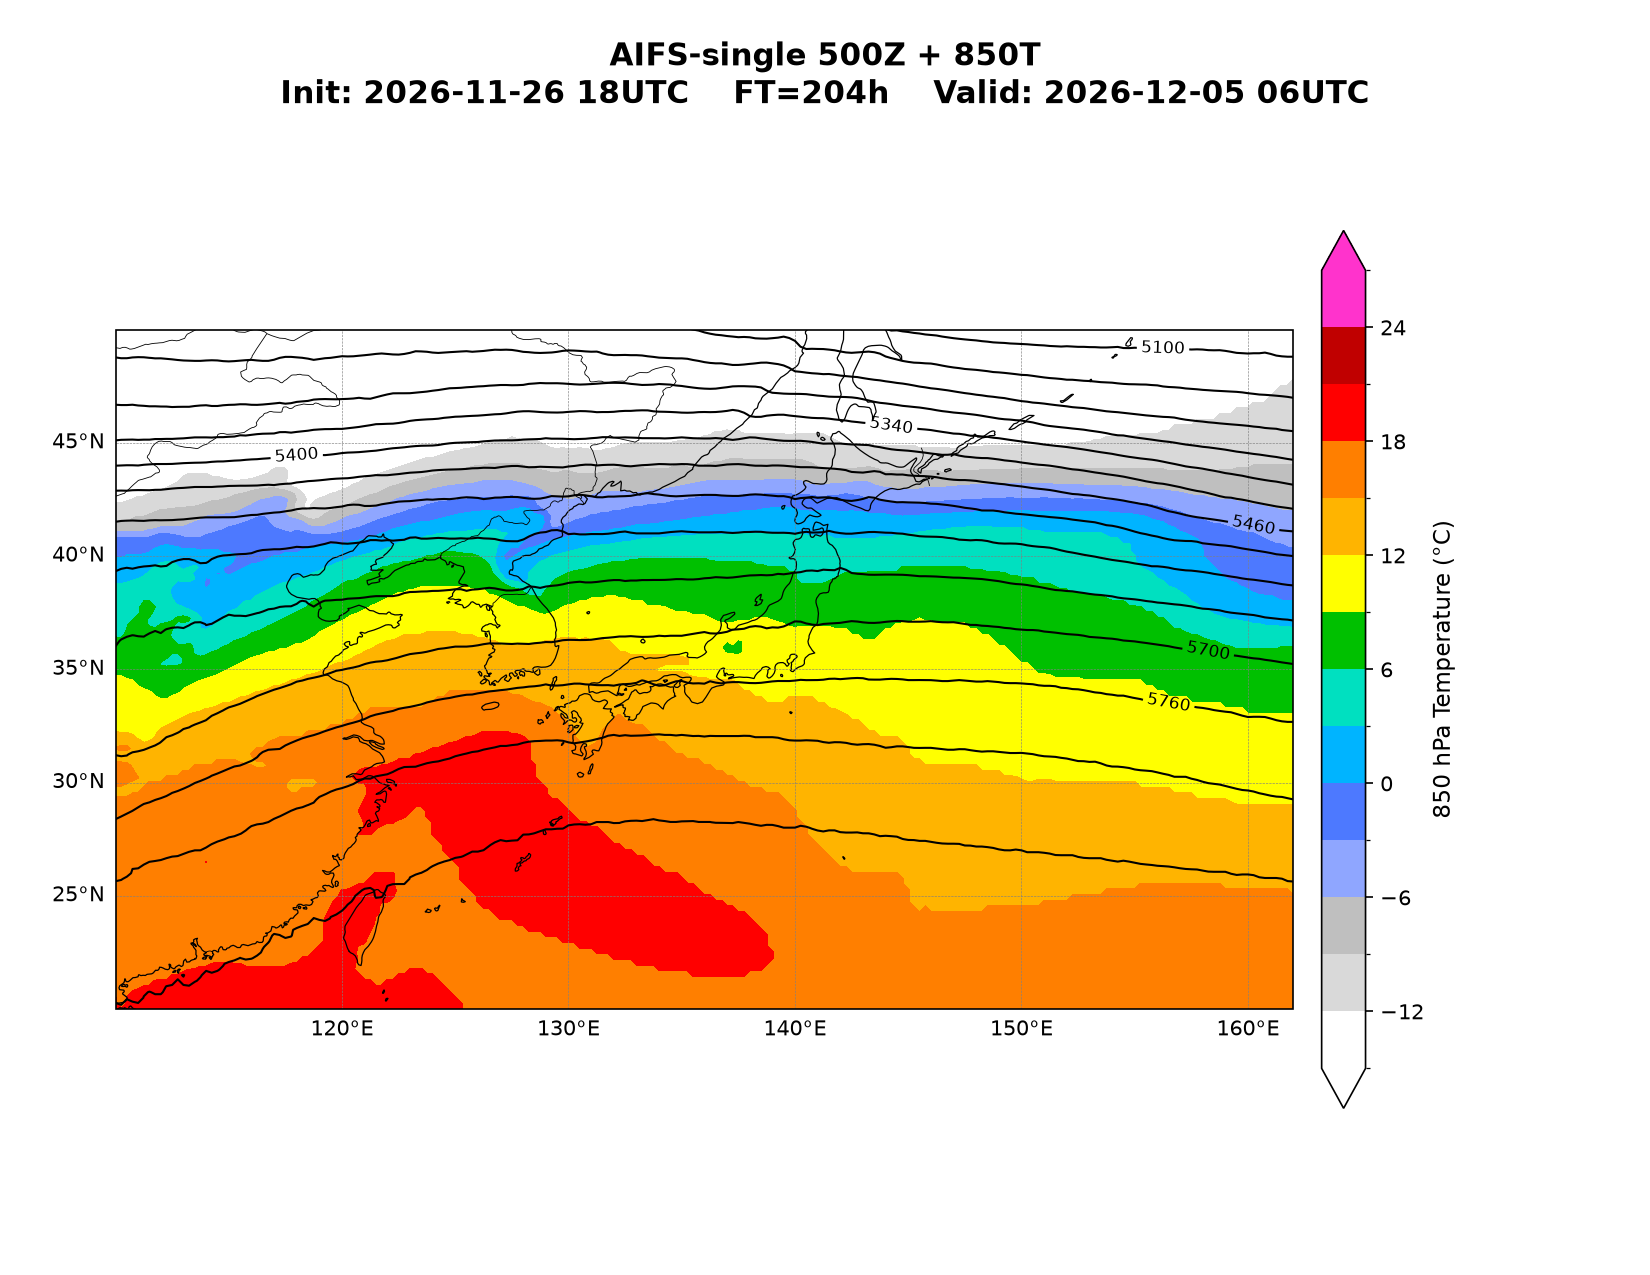 AIFS-single 500Z + 850T
Init: 2026-11-26 18UTC    FT=204h    Valid: 2026-12-05 06UTC
5100
5340
5400
5460
5700
5760
45°N
40°N
35°N
30°N
25°N
120°E
130°E
140°E
150°E
160°E
24
18
12
6
0
−6
−12
850 hPa Temperature (°C)